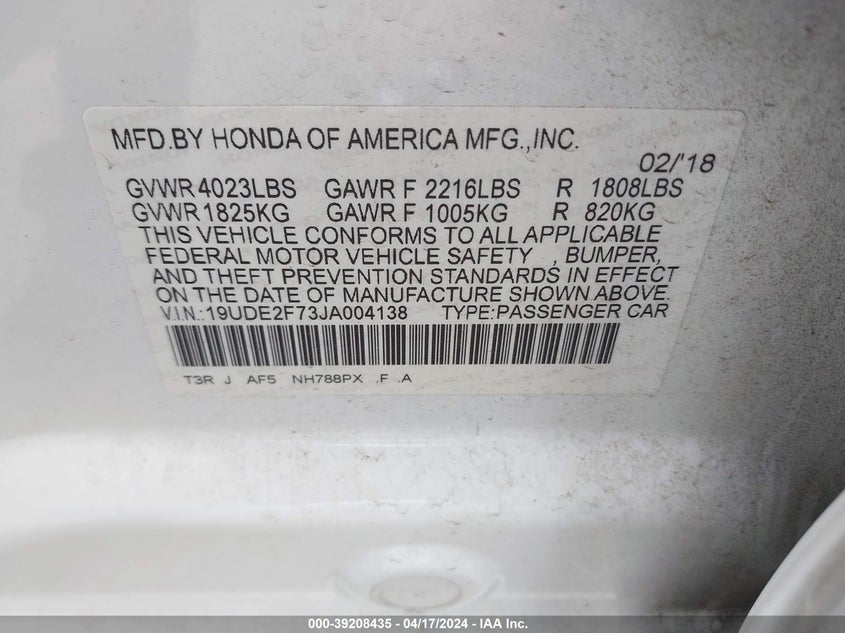 MFD.BY HONDA OF AMERICA MFG.,INC.
02/'18
GVWR 4023LBS GAWR F 2216LBS R 1808LBS
GVWR 1825KG GAWR F 1005KG R 820KG
THIS VEHICLE CONFORMS TO ALL APPLICABLE
FEDERAL MOTOR VEHICLE SAFETY , BUMPER,
AND THEFT PREVENTION STANDARDS IN EFFECT
ON THE DATE OF MANUFACTURE SHOWN ABOVE.
V.I.N.:19UDE2F73JA004138 TYPE:PASSENGER CAR
T3R J AF5 NH788PX .F .A
000-39208435 - 04/17/2024 - IAA Inc.